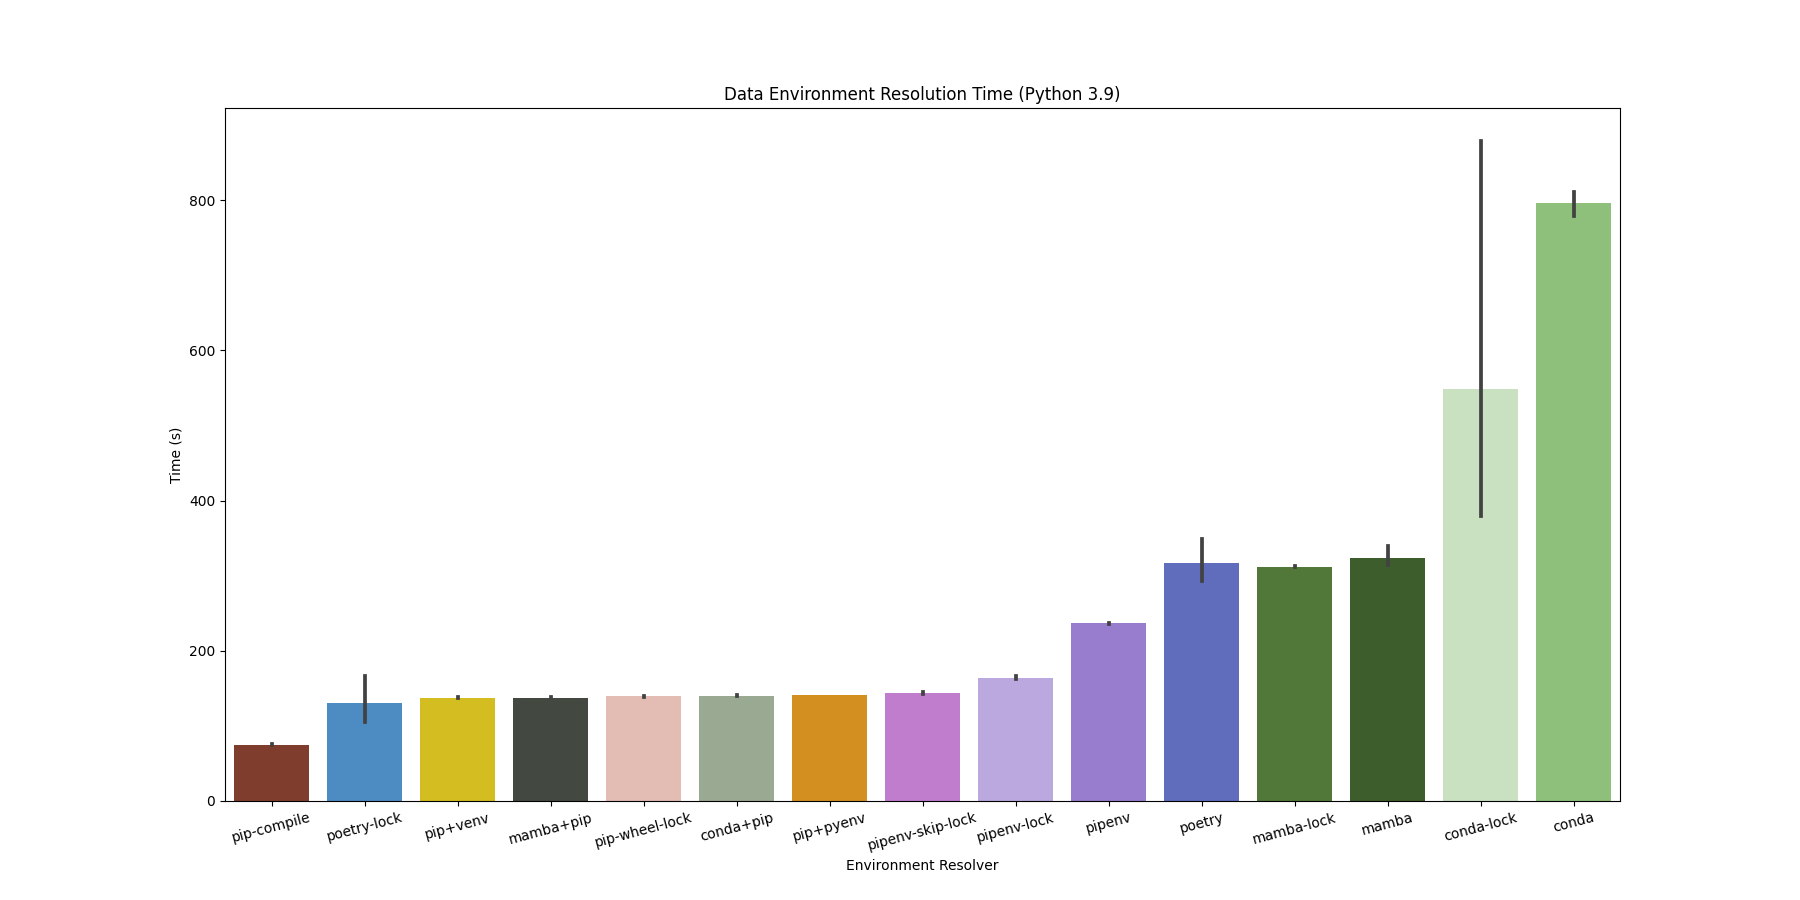 Data Environment Resolution Time (Python 3.9)
Time (s)
800
600
400
200
0
pip-compile
poetry-lock
pip+venv
mamba+pip
pip-wheel-lock
conda+pip
pip+pyenv
pipenv-skip-lock
pipenv-lock
pipenv
poetry
mamba-lock
mamba
conda-lock
conda
Environment Resolver